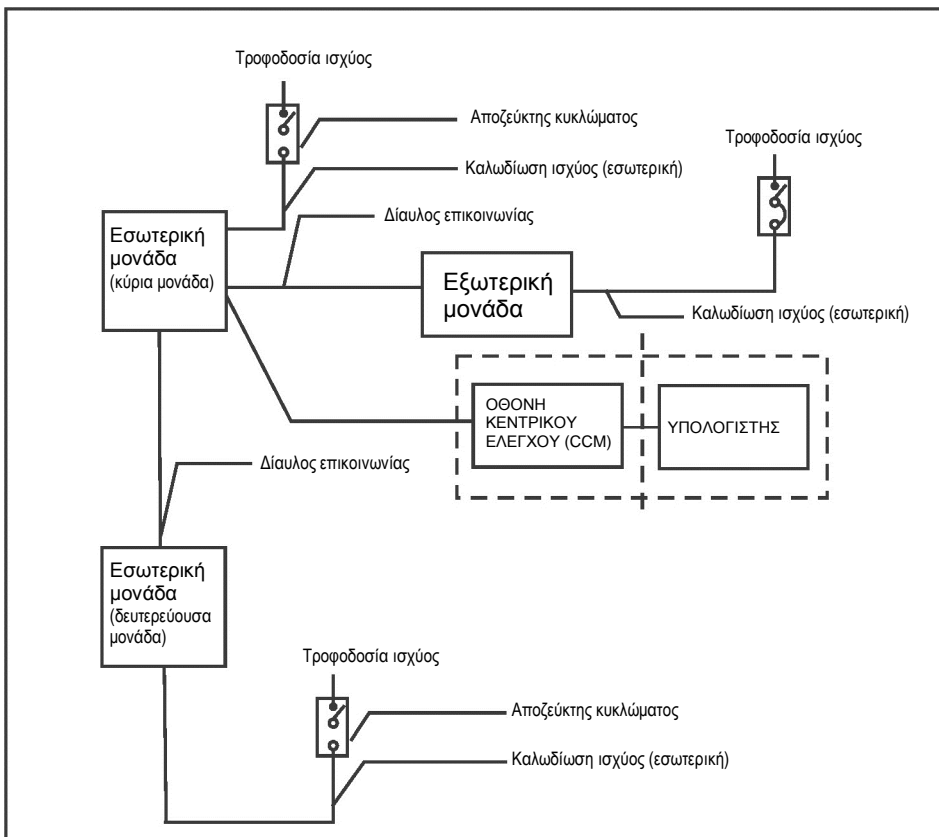 Τροφοδοσία ισχύος
Αποζεύκτης κυκλώματος
Τροφοδοσία ισχύος
Καλωδίωση ισχύος (εσωτερική)
Δίαυλος επικοινωνίας
Εσωτερική
μονάδα
(κύρια μονάδα)
Εξωτερική
μονάδα
Καλωδίωση ισχύος (εσωτερική)
ΟΘΟΝΗ
ΚΕΝΤΡΙΚΟΥ
ΕΛΕΓΧΟΥ (CCM)
ΥΠΟΛΟΓΙΣΤΗΣ
Δίαυλος επικοινωνίας
Εσωτερική
μονάδα
(δευτερεύουσα
μονάδα)
Τροφοδοσία ισχύος
Αποζεύκτης κυκλώματος
Καλωδίωση ισχύος (εσωτερική)